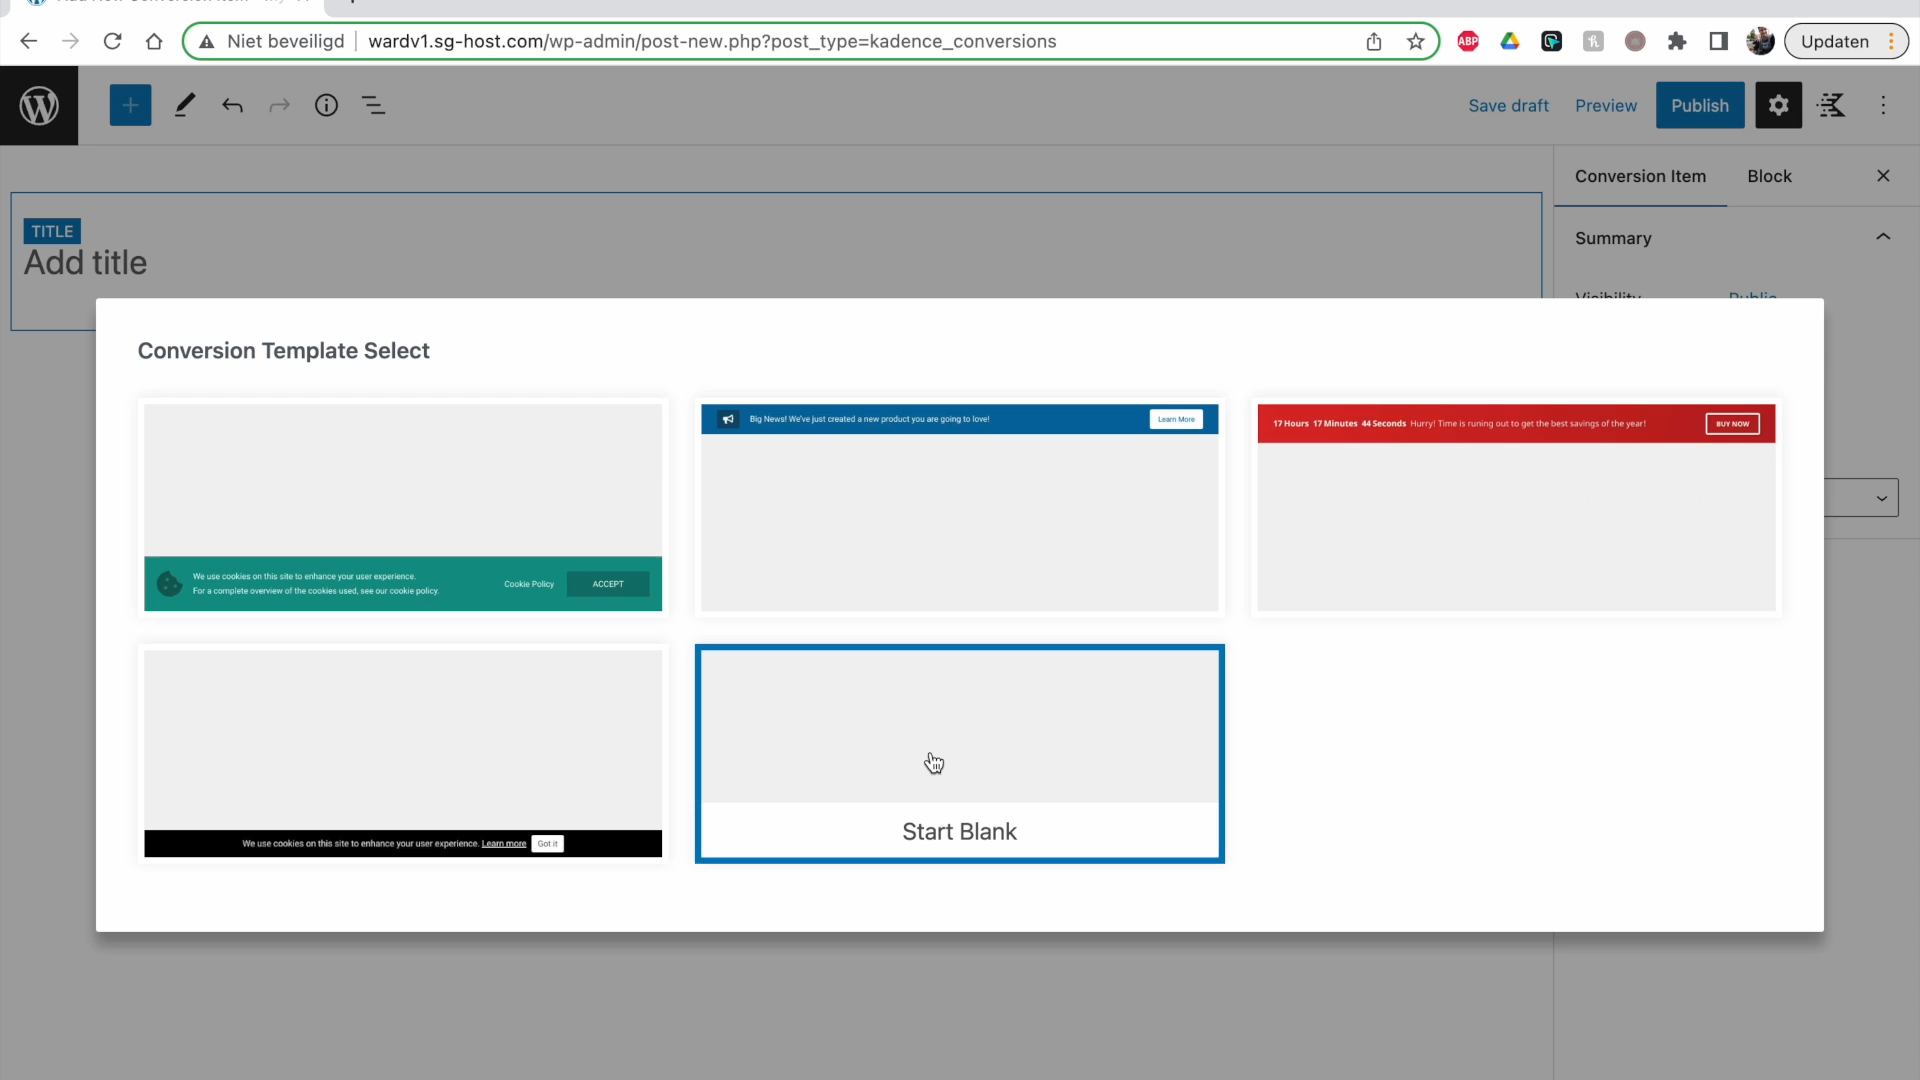 Niet beveiligd
wardv1.sg-host.com/wp-admin/post-new.php?post_type=kadence_conversions
ABP
Updaten
Save draft
Preview
Publish
Conversion Item
Block
TITLE
Add title
Summary
Visibility
Public
Conversion Template Select
We use cookies on this site to enhance your user experience.
For a complete overview of the cookies used, see our cookie policy.
Cookie Policy
ACCEPT
Big News! We've just created a new product you are going to love!
Learn More
17 Hours 17 Minutes 44 Seconds Hurry! Time is runing out to get the best savings of the year!
BUY NOW
We use cookies on this site to enhance your user experience. Learn more
Got it
Start Blank